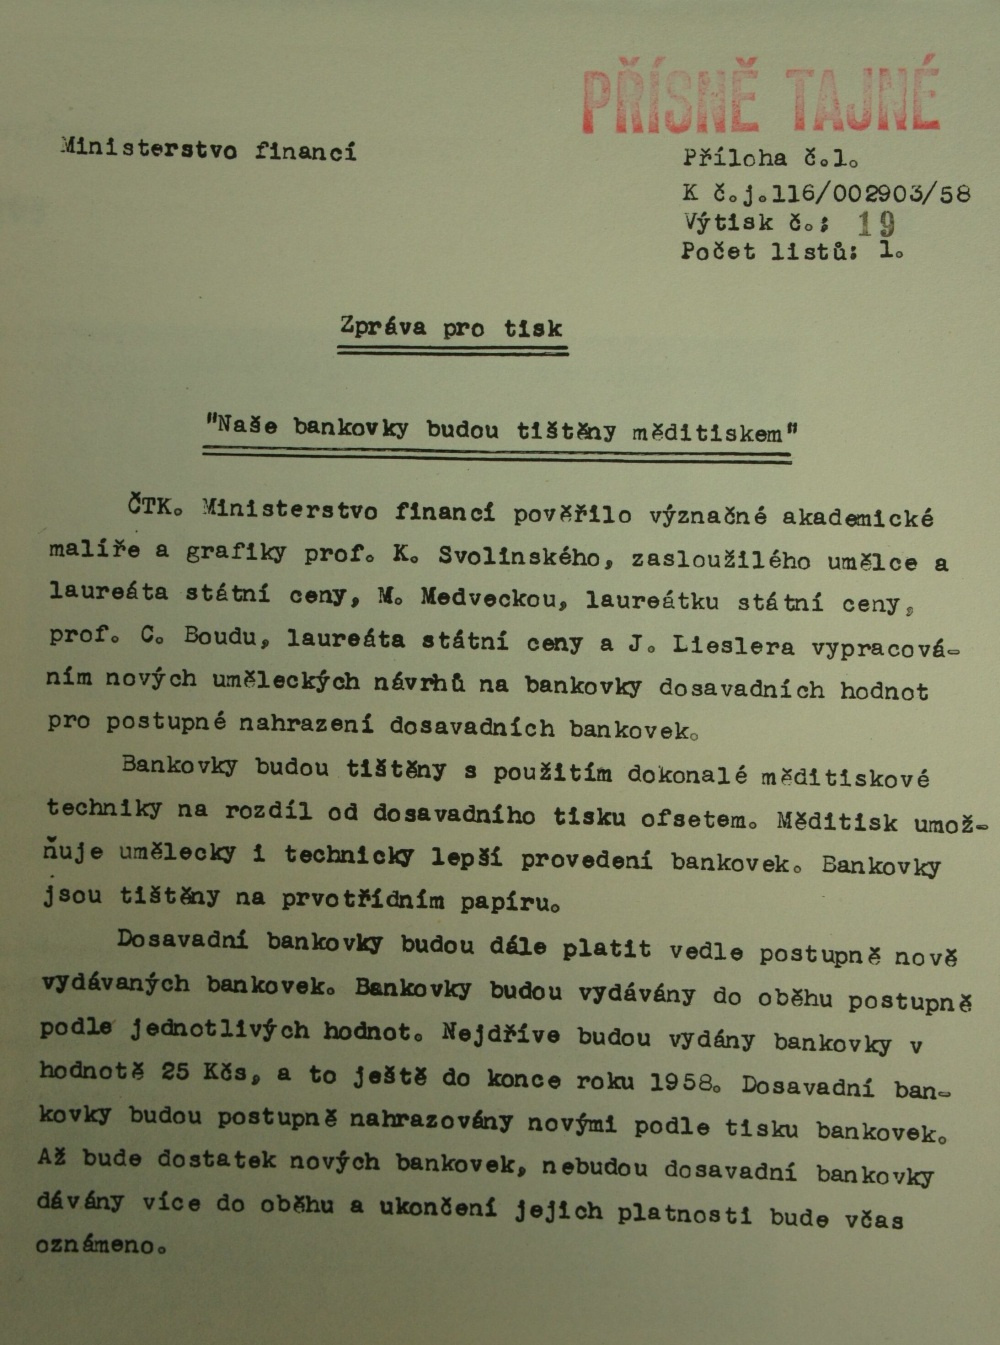 PŘÍSNĚ TAJNÉ
Ministerstvo financí
Příloha č.1.
K č.j.116/002903/58
Výtisk č.: 19
Počet listů: 1.
Zpráva pro tisk
"Naše bankovky budou tištěny měditiskem"
ČTK. Ministerstvo financí pověřilo význačné akademické
malíře a grafiky prof. K. Svolinského, zasloužilého umělce a
laureáta státní ceny, M. Medveckou, laureátku státní ceny,
prof. C. Boudu, laureáta státní ceny a J. Lieslera vypracová-
ním nových uměleckých návrhů na bankovky dosavadních hodnot
pro postupné nahrazení dosavadních bankovek.
Bankovky budou tištěny s použitím dokonalé měditiskové
techniky na rozdíl od dosavadního tisku ofsetem. Měditisk umož-
ňuje umělecky i technicky lepší provedení bankovek. Bankovky
jsou tištěny na prvotřídním papíru.
Dosavadní bankovky budou dále platit vedle postupně nově
vydávaných bankovek. Bankovky budou vydávány do oběhu postupně
podle jednotlivých hodnot. Nejdříve budou vydány bankovky v
hodnotě 25 Kčs, a to ještě do konce roku 1958. Dosavadní ban-
kovky budou postupně nahrazovány novými podle tisku bankovek.
Až bude dostatek nových bankovek, nebudou dosavadní bankovky
dávány více do oběhu a ukončení jejich platnosti bude včas
oznámeno.